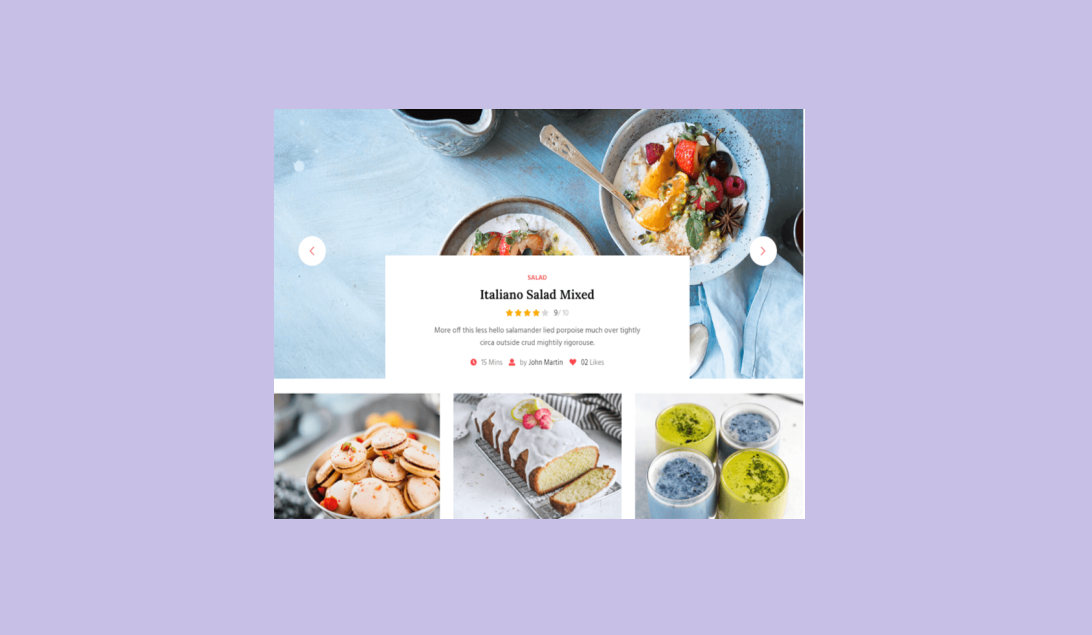 SALAD
Italiano Salad Mixed
9/ 10
More off this less hello salamander lied porpoise much over tightly
circa outside crud mightily rigorouse.
15 Mins by John Martin 02 Likes